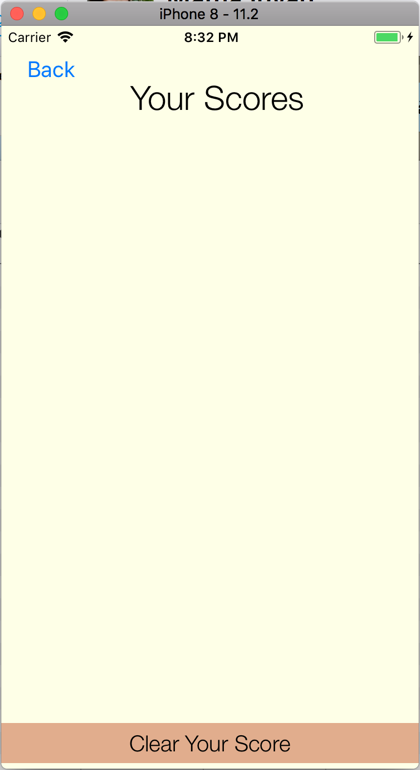 iPhone 8 - 11.2
Carrier 8:32 PM
Back
Your Scores
Clear Your Score